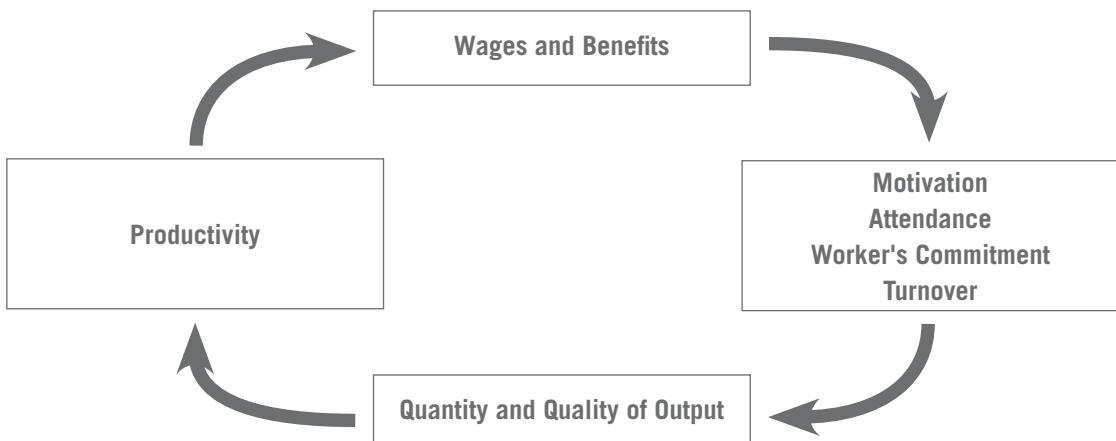 Wages and Benefits
Motivation
Attendance
Worker's Commitment
Turnover
Productivity
Quantity and Quality of Output